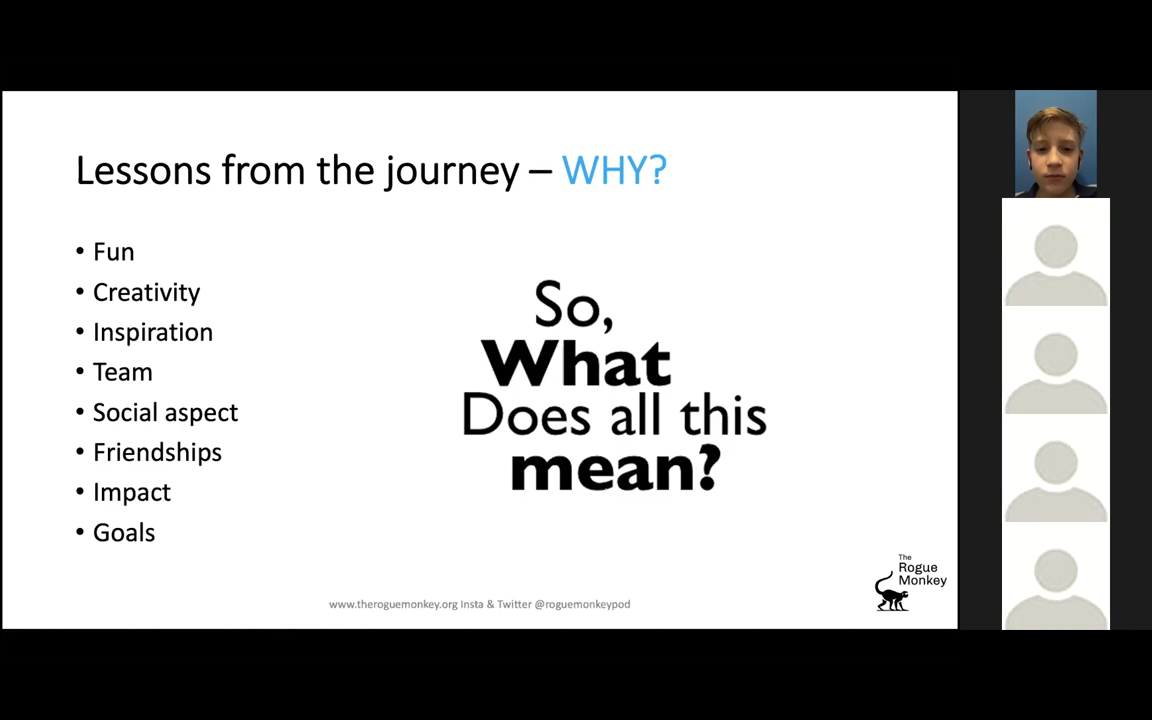 Lessons from the journey – WHY?
• Fun
• Creativity
• Inspiration
• Team
• Social aspect
• Friendships
• Impact
• Goals
So,
What
Does all this
mean?
The
Rogue
Monkey
www.theroguemonkey.org Insta & Twitter @roguemonkeypod